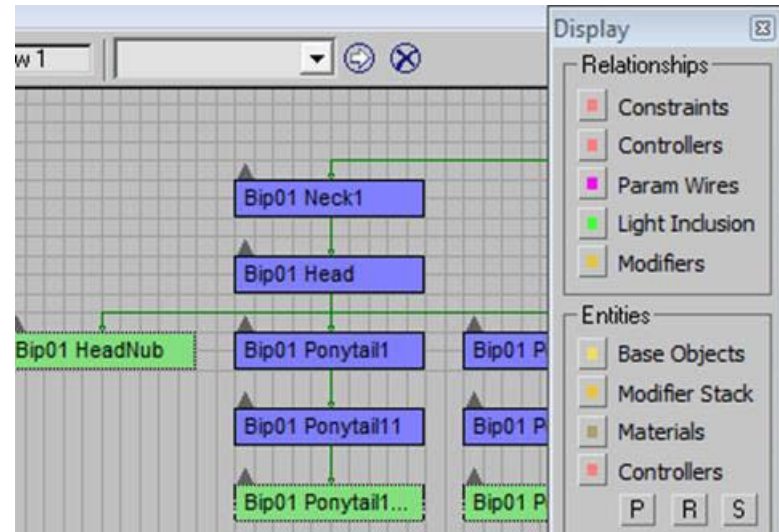 w 1
Display
Relationships
Constraints
Controllers
Param Wires
Light Inclusion
Modifiers
Bip01 Neck1
Bip01 Head
Bip01 HeadNub
Bip01 Ponytail1
Bip01 P
Bip01 Ponytail11
Bip01 P
Bip01 Ponytail1...
Bip01 P
Entities
Base Objects
Modifier Stack
Materials
Controllers
P R S